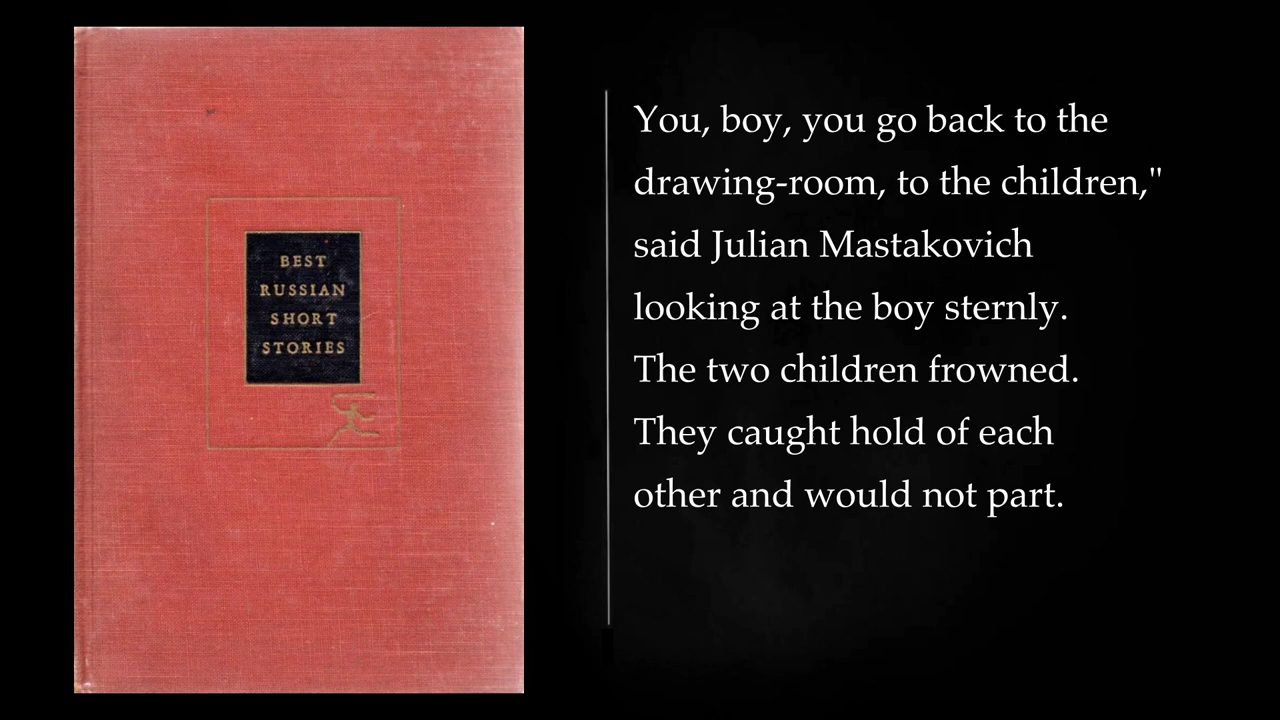 BEST
RUSSIAN
SHORT
STORIES
You, boy, you go back to the
drawing-room, to the children,"
said Julian Mastakovich
looking at the boy sternly.
The two children frowned.
They caught hold of each
other and would not part.